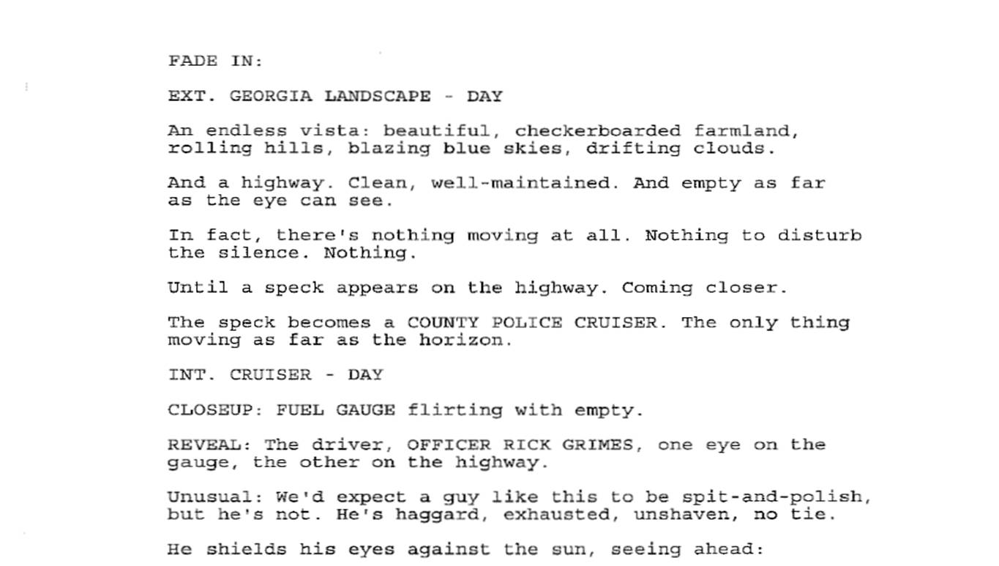 FADE IN:
EXT. GEORGIA LANDSCAPE - DAY
An endless vista: beautiful, checkerboarded farmland,
rolling hills, blazing blue skies, drifting clouds.
And a highway. Clean, well-maintained. And empty as far
as the eye can see.
In fact, there's nothing moving at all. Nothing to disturb
the silence. Nothing.
Until a speck appears on the highway. Coming closer.
The speck becomes a COUNTY POLICE CRUISER. The only thing
moving as far as the horizon.
INT. CRUISER - DAY
CLOSEUP: FUEL GAUGE flirting with empty.
REVEAL: The driver, OFFICER RICK GRIMES, one eye on the
gauge, the other on the highway.
Unusual: We'd expect a guy like this to be spit-and-polish,
but he's not. He's haggard, exhausted, unshaven, no tie.
He shields his eyes against the sun, seeing ahead: